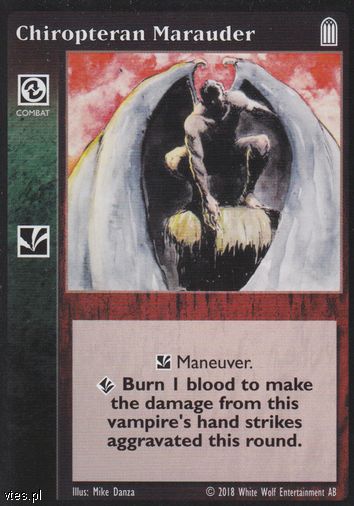 Chiropteran Marauder
COMBAT
Maneuver.
Burn 1 blood to make
the damage from this
vampire's hand strikes
aggravated this round.
Illus: Mike Danza
© 2018 White Wolf Entertainment AB
vtes.pl